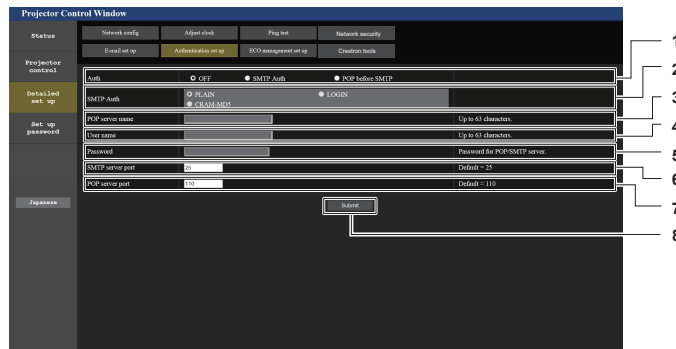 Projector Control Window
Status
Projector control
Detailed set up
Set up password
Japanese
Network config Adjust clock Ping test Network security
E-mail set up Authentication set up ECO management set up Crestron tools
Auth OFF SMTP Auth POP before SMTP
SMTP Auth PLAIN LOGIN
CRAM-MD5
POP server name Up to 63 characters.
User name Up to 63 characters.
Password Password for POP/SMTP server.
SMTP server port 25 Default = 25
POP server port 110 Default = 110
Submit
1
2
3
4
5
6
7
8